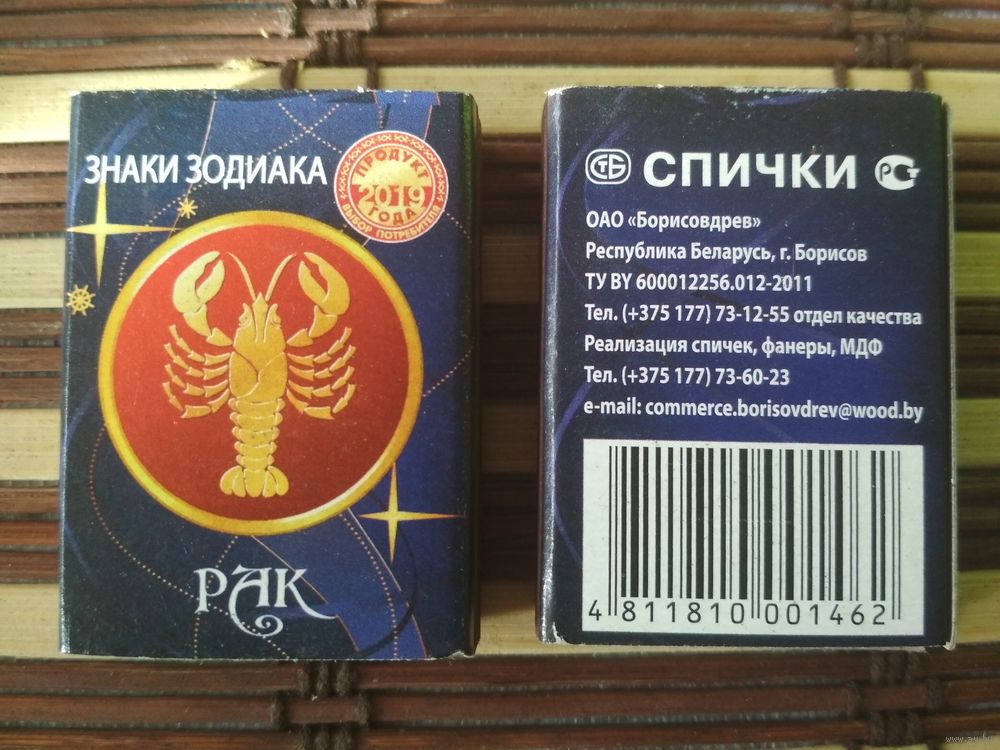 ЗНАКИ ЗОДИАКА
ПРОДУКТ
2019
ГОДА
ВЫБОР ПОТРЕБИТЕЛЯ
РАК
СТБ СПИЧКИ РСТ
ОАО «Борисовдрев»
Республика Беларусь, г. Борисов
ТУ BY 600012256.012-2011
Тел. (+375 177) 73-12-55 отдел качества
Реализация спичек, фанеры, МДФ
Тел. (+375 177) 73-60-23
e-mail: commerce.borisovdrev@wood.by
4 811810 001462